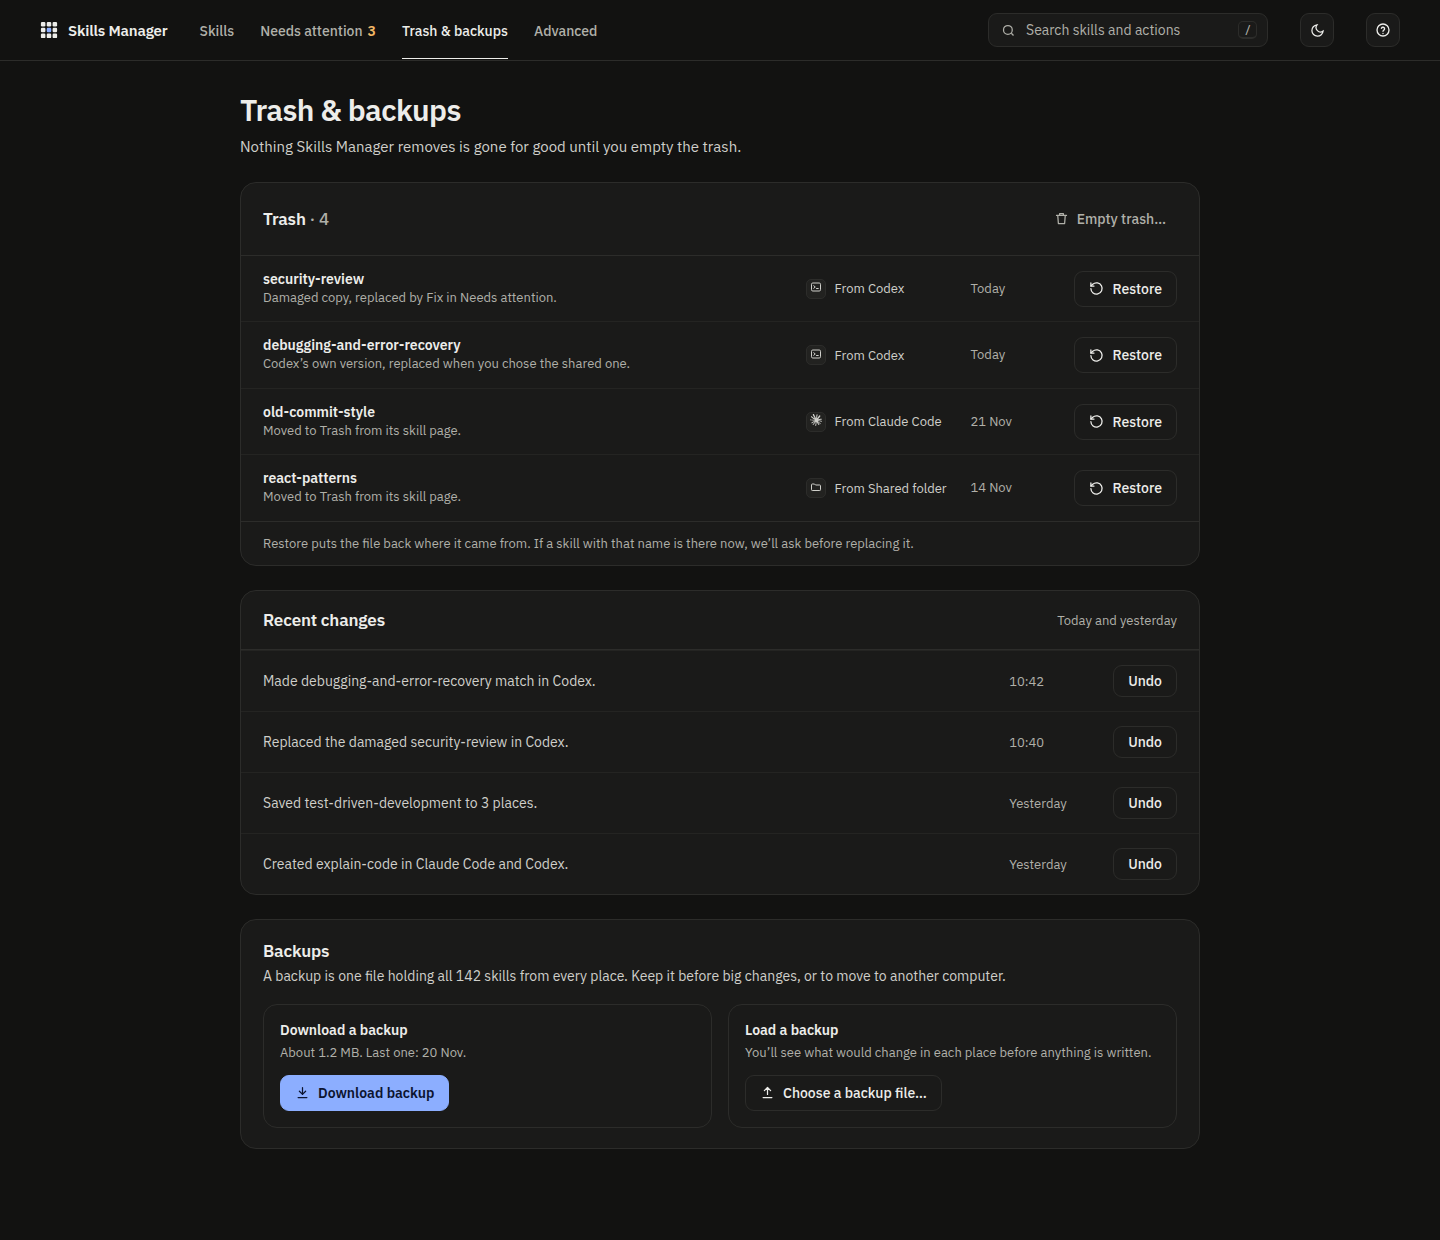 Skills Manager
Skills
Needs attention 3
Trash & backups
Advanced
Search skills and actions
/
Trash & backups
Nothing Skills Manager removes is gone for good until you empty the trash.
Trash · 4
Empty trash…
security-review
Damaged copy, replaced by Fix in Needs attention.
From Codex
Today
Restore
debugging-and-error-recovery
Codex’s own version, replaced when you chose the shared one.
From Codex
Today
Restore
old-commit-style
Moved to Trash from its skill page.
From Claude Code
21 Nov
Restore
react-patterns
Moved to Trash from its skill page.
From Shared folder
14 Nov
Restore
Restore puts the file back where it came from. If a skill with that name is there now, we’ll ask before replacing it.
Recent changes
Today and yesterday
Made debugging-and-error-recovery match in Codex.
10:42
Undo
Replaced the damaged security-review in Codex.
10:40
Undo
Saved test-driven-development to 3 places.
Yesterday
Undo
Created explain-code in Claude Code and Codex.
Yesterday
Undo
Backups
A backup is one file holding all 142 skills from every place. Keep it before big changes, or to move to another computer.
Download a backup
About 1.2 MB. Last one: 20 Nov.
Download backup
Load a backup
You’ll see what would change in each place before anything is written.
Choose a backup file…